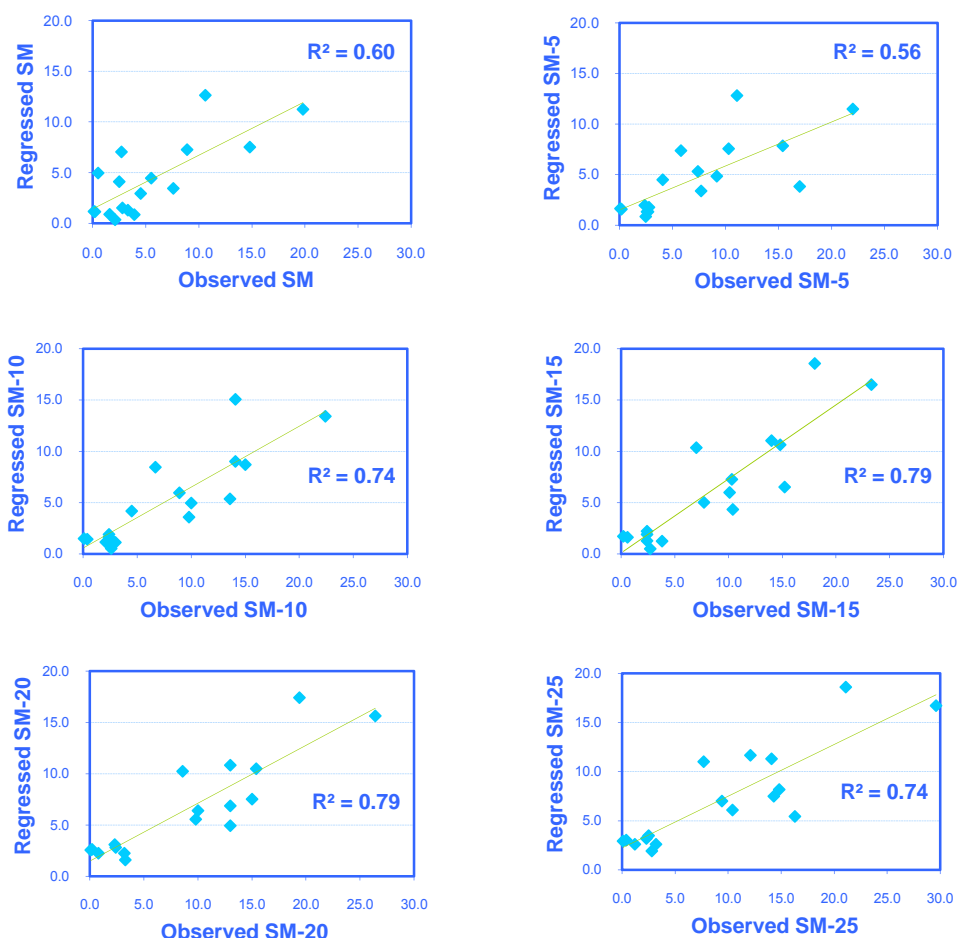 20.0
15.0
10.0
5.0
0.0
Regressed SM
R² = 0.60
0.0 5.0 10.0 15.0 20.0 25.0 30.0
Observed SM
20.0
15.0
10.0
5.0
0.0
Regressed SM-5
R² = 0.56
0.0 5.0 10.0 15.0 20.0 25.0 30.0
Observed SM-5
20.0
15.0
10.0
5.0
0.0
Regressed SM-10
R² = 0.74
0.0 5.0 10.0 15.0 20.0 25.0 30.0
Observed SM-10
20.0
15.0
10.0
5.0
0.0
Regressed SM-15
R² = 0.79
0.0 5.0 10.0 15.0 20.0 25.0 30.0
Observed SM-15
20.0
15.0
10.0
5.0
0.0
Regressed SM-20
R² = 0.79
0.0 5.0 10.0 15.0 20.0 25.0 30.0
Observed SM-20
20.0
15.0
10.0
5.0
0.0
Regressed SM-25
R² = 0.74
0.0 5.0 10.0 15.0 20.0 25.0 30.0
Observed SM-25